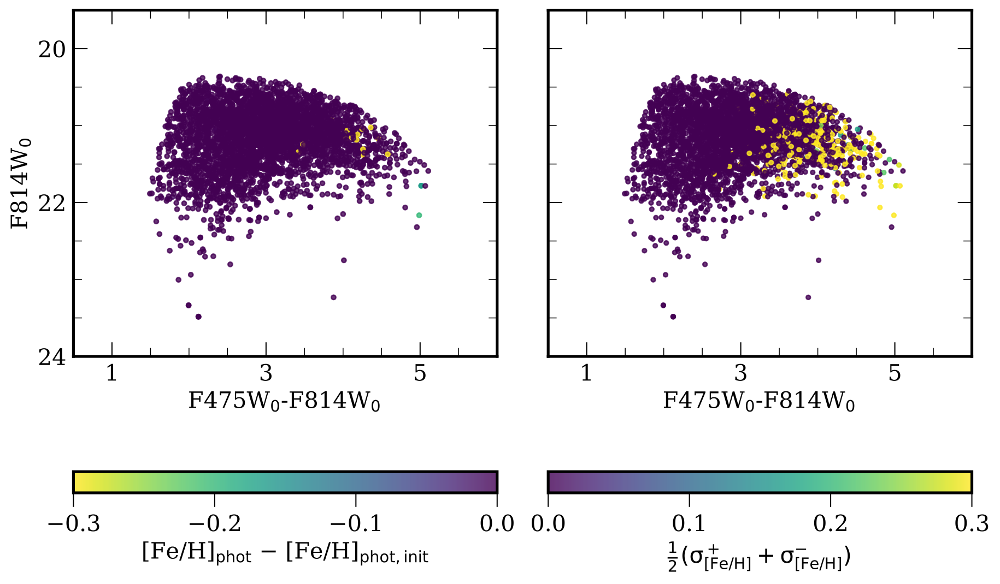 20
22
24
F814W₀
1 3 5
F475W₀-F814W₀
1 3 5
F475W₀-F814W₀
−0.3 −0.2 −0.1 0.0
[Fe/H]phot − [Fe/H]phot, init
0.0 0.1 0.2 0.3
½(σ⁺[Fe/H] + σ⁻[Fe/H])